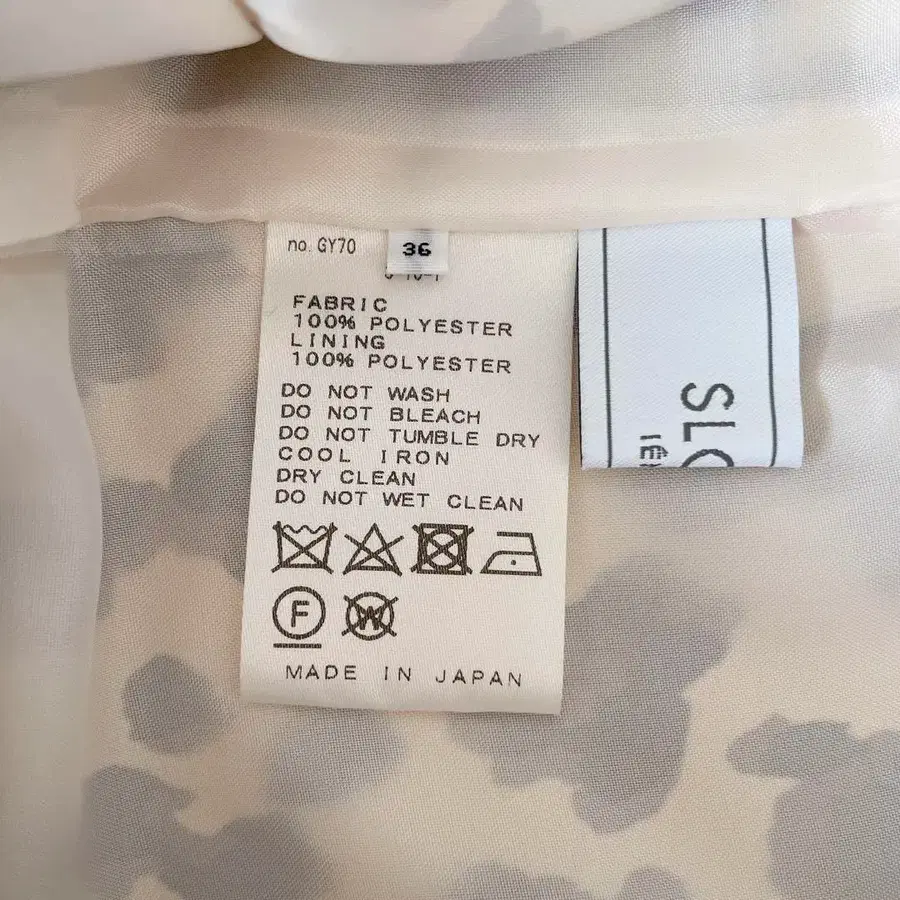 no. GY70
36
FABRIC
100% POLYESTER
LINING
100% POLYESTER
DO NOT WASH
DO NOT BLEACH
DO NOT TUMBLE DRY
COOL IRON
DRY CLEAN
DO NOT WET CLEAN
F
W
MADE IN JAPAN
SLO